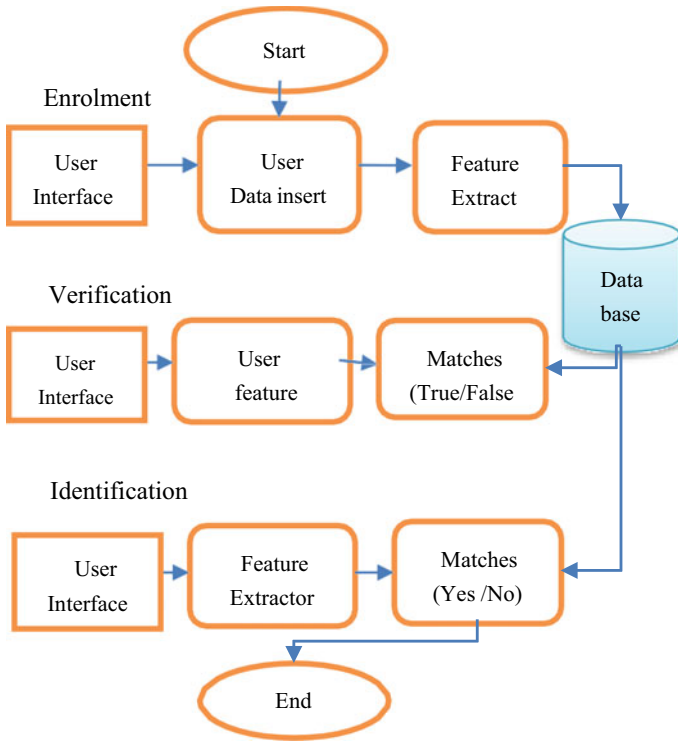 Start
Enrolment
User
Interface
User
Data insert
Feature
Extract
Data
base
Verification
User
Interface
User
feature
Matches
(True/False
Identification
User
Interface
Feature
Extractor
Matches
(Yes /No)
End